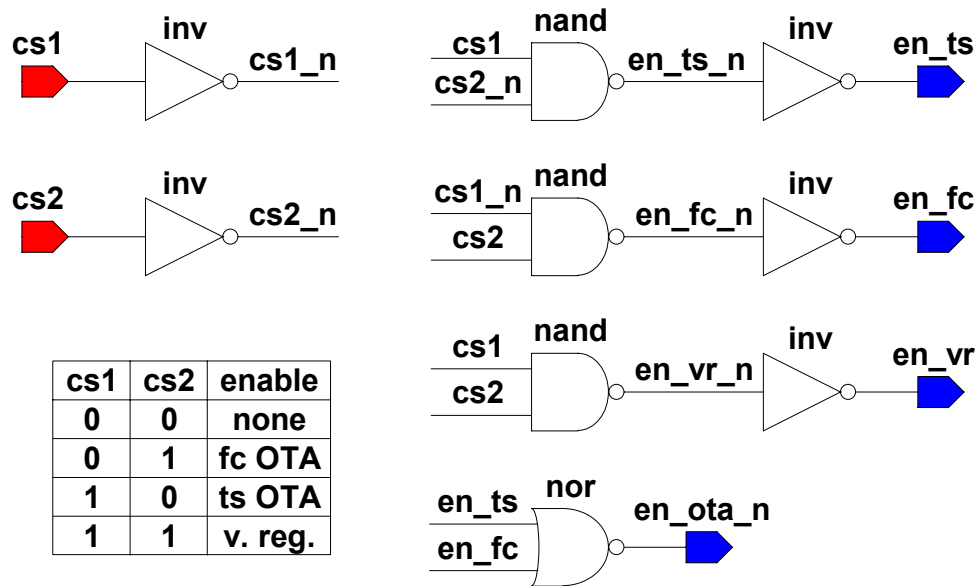 cs1
inv
cs1_n
cs2
inv
cs2_n
cs1
cs2_n
nand
en_ts_n
inv
en_ts
cs1_n
cs2
nand
en_fc_n
inv
en_fc
cs1
cs2
nand
en_vr_n
inv
en_vr
en_ts
en_fc
nor
en_ota_n
cs1 cs2 enable
0 0 none
0 1 fc OTA
1 0 ts OTA
1 1 v. reg.